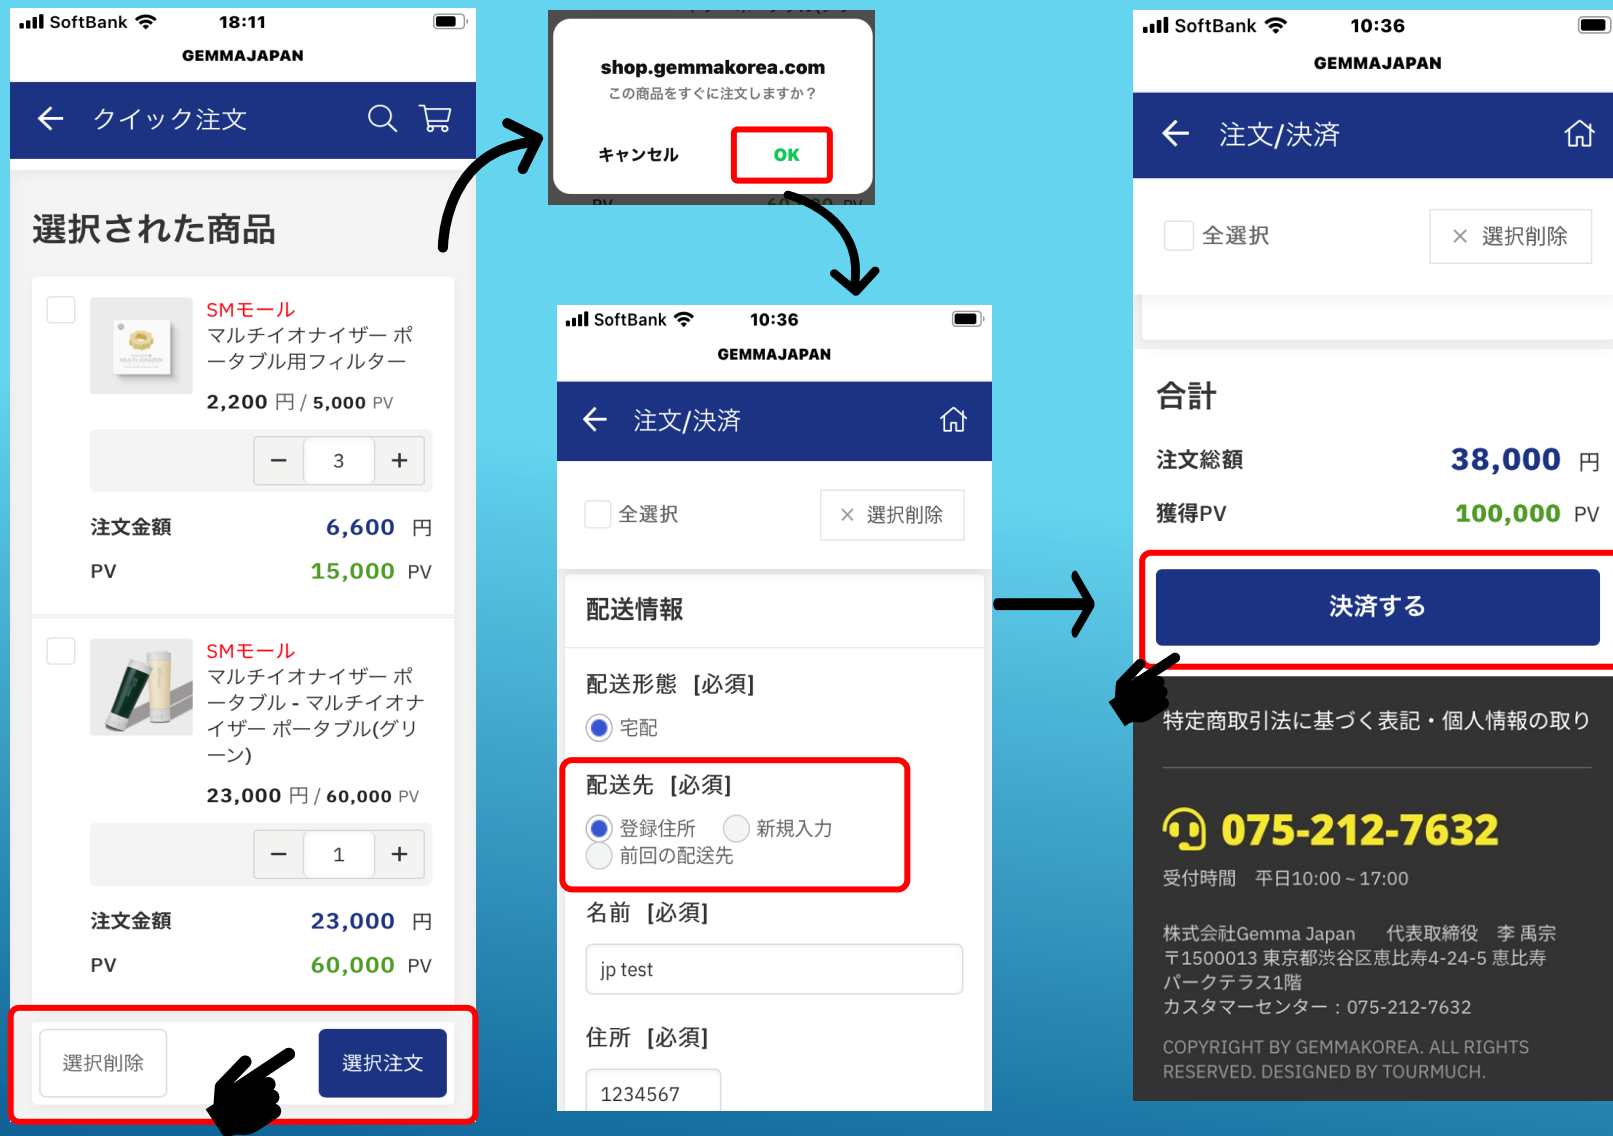 SoftBank 18:11
GEMMAJAPAN
クイック注文
選択された商品
SMモール
マルチイオナイザー ポ
ータブル用フィルター
2,200 円 / 5,000 PV
− 3 +
注文金額 6,600 円
PV 15,000 PV
SMモール
マルチイオナイザー ポ
ータブル - マルチイオナ
イザー ポータブル(グリ
ーン)
23,000 円 / 60,000 PV
− 1 +
注文金額 23,000 円
PV 60,000 PV
選択削除 選択注文
shop.gemmakorea.com
この商品をすぐに注文しますか？
キャンセル OK
SoftBank 10:36
GEMMAJAPAN
注文/決済
全選択 × 選択削除
配送情報
配送形態 [必須]
宅配
配送先 [必須]
登録住所 新規入力
前回の配送先
名前 [必須]
jp test
住所 [必須]
1234567
SoftBank 10:36
GEMMAJAPAN
注文/決済
全選択 × 選択削除
合計
注文総額 38,000 円
獲得PV 100,000 PV
決済する
特定商取引法に基づく表記・個人情報の取り
075-212-7632
受付時間 平日10:00 ~ 17:00
株式会社Gemma Japan 代表取締役 李 禹宗
〒1500013 東京都渋谷区恵比寿4-24-5 恵比寿
パークテラス1階
カスタマーセンター : 075-212-7632
COPYRIGHT BY GEMMAKOREA. ALL RIGHTS
RESERVED. DESIGNED BY TOURMUCH.